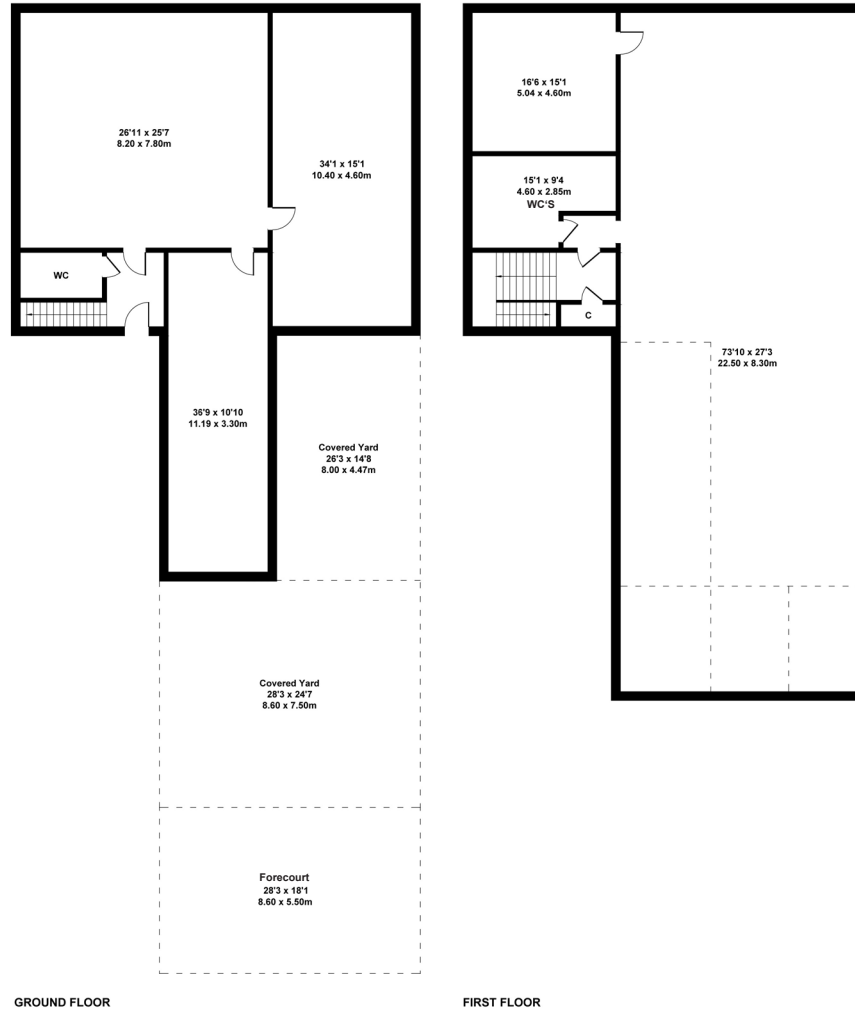 26'11 x 25'7
8.20 x 7.80m
34'1 x 15'1
10.40 x 4.60m
WC
36'9 x 10'10
11.19 x 3.30m
Covered Yard
26'3 x 14'8
8.00 x 4.47m
Covered Yard
28'3 x 24'7
8.60 x 7.50m
Forecourt
28'3 x 18'1
8.60 x 5.50m
GROUND FLOOR
16'6 x 15'1
5.04 x 4.60m
15'1 x 9'4
4.60 x 2.85m
WC'S
C
73'10 x 27'3
22.50 x 8.30m
FIRST FLOOR